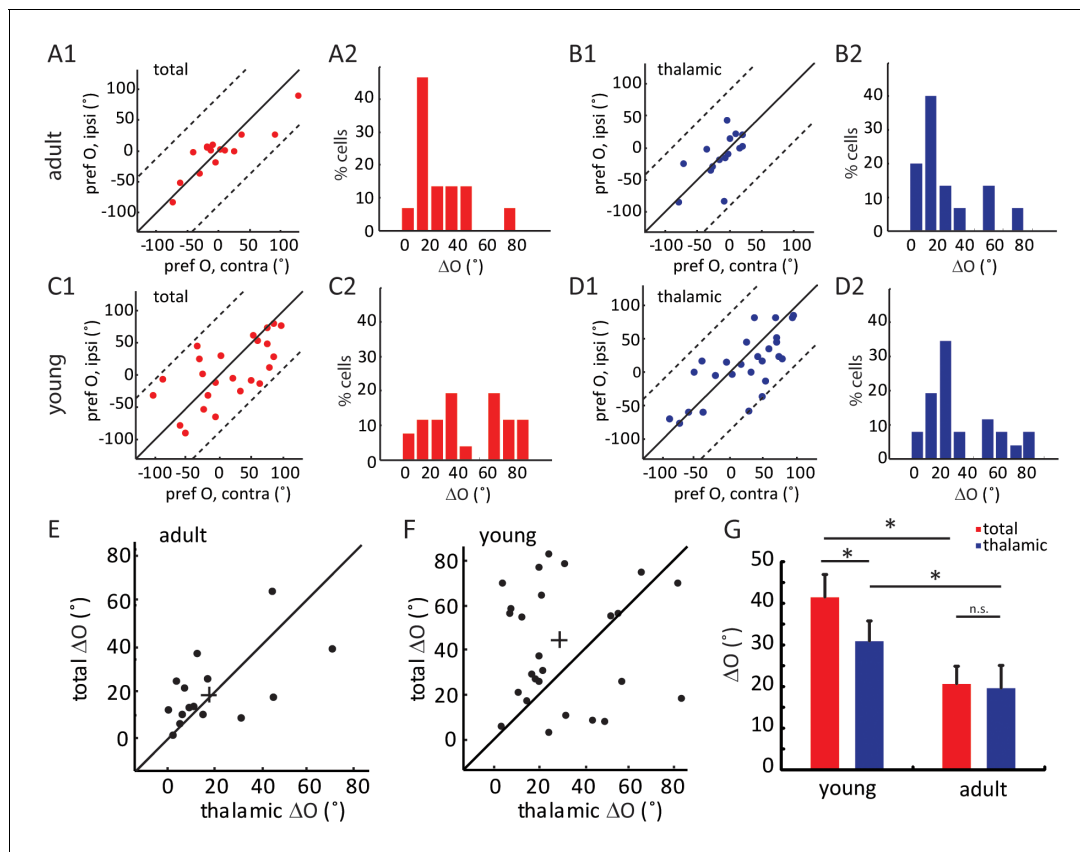 A1
total
adult
pref O, ipsi (˚)
100
50
0
-50
-100
-100 -50 0 50 100
pref O, contra (˚)
A2
% cells
40
30
20
10
0
0 20 40 60 80
ΔO (˚)
B1
thalamic
pref O, ipsi (˚)
100
50
0
-50
-100
-100 -50 0 50 100
pref O, contra (˚)
B2
% cells
40
30
20
10
0
0 20 40 60 80
ΔO (˚)
C1
total
young
pref O, ipsi (˚)
100
50
0
-50
-100
-100 -50 0 50 100
pref O, contra (˚)
C2
% cells
40
30
20
10
0
0 20 40 60 80
ΔO (˚)
D1
thalamic
pref O, ipsi (˚)
100
50
0
-50
-100
-100 -50 0 50 100
pref O, contra (˚)
D2
% cells
40
30
20
10
0
0 20 40 60 80
ΔO (˚)
E
adult
total ΔO (˚)
80
60
40
20
0
0 20 40 60 80
thalamic ΔO (˚)
F
young
total ΔO (˚)
80
60
40
20
0
0 20 40 60 80
thalamic ΔO (˚)
G
total
thalamic
*
*
*
n.s.
ΔO (˚)
50
40
30
20
10
0
young adult